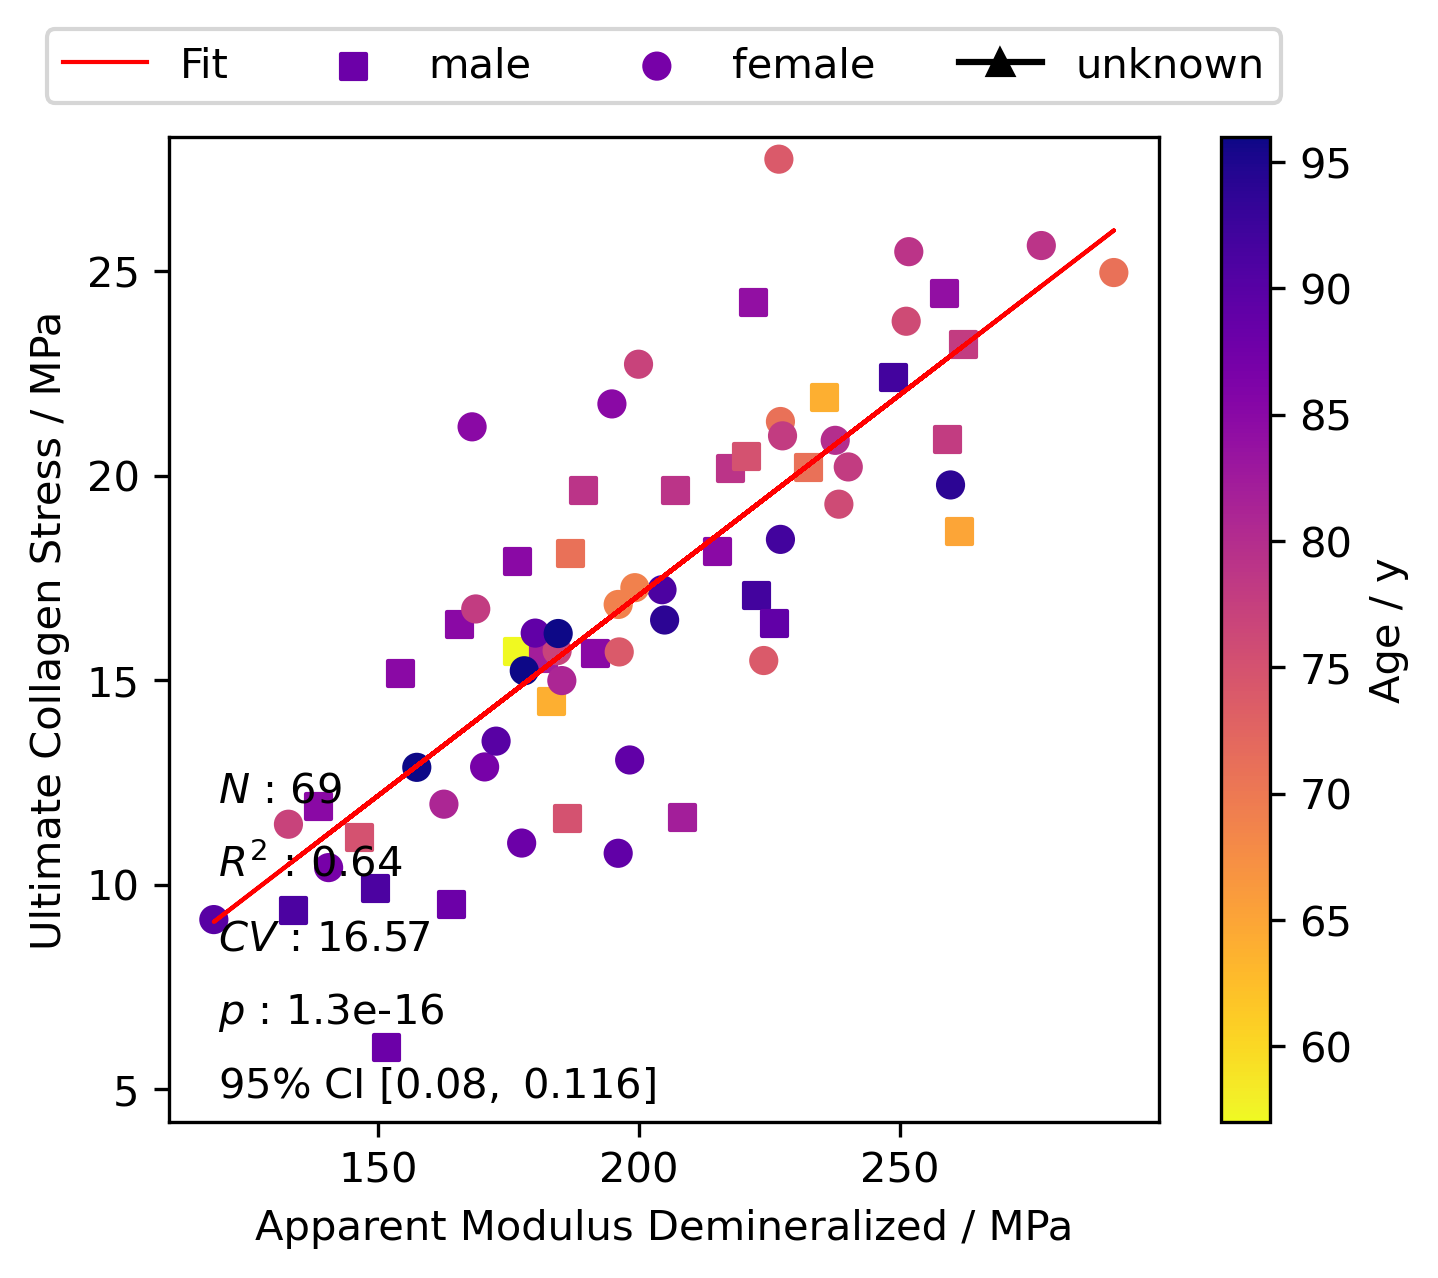 Fit male female unknown
Ultimate Collagen Stress / MPa
25
20
15
10
5
N : 69
R² : 0.64
CV : 16.57
p : 1.3e-16
95% CI [0.08, 0.116]
150 200 250
Apparent Modulus Demineralized / MPa
95
90
85
80
75
70
65
60
Age / y